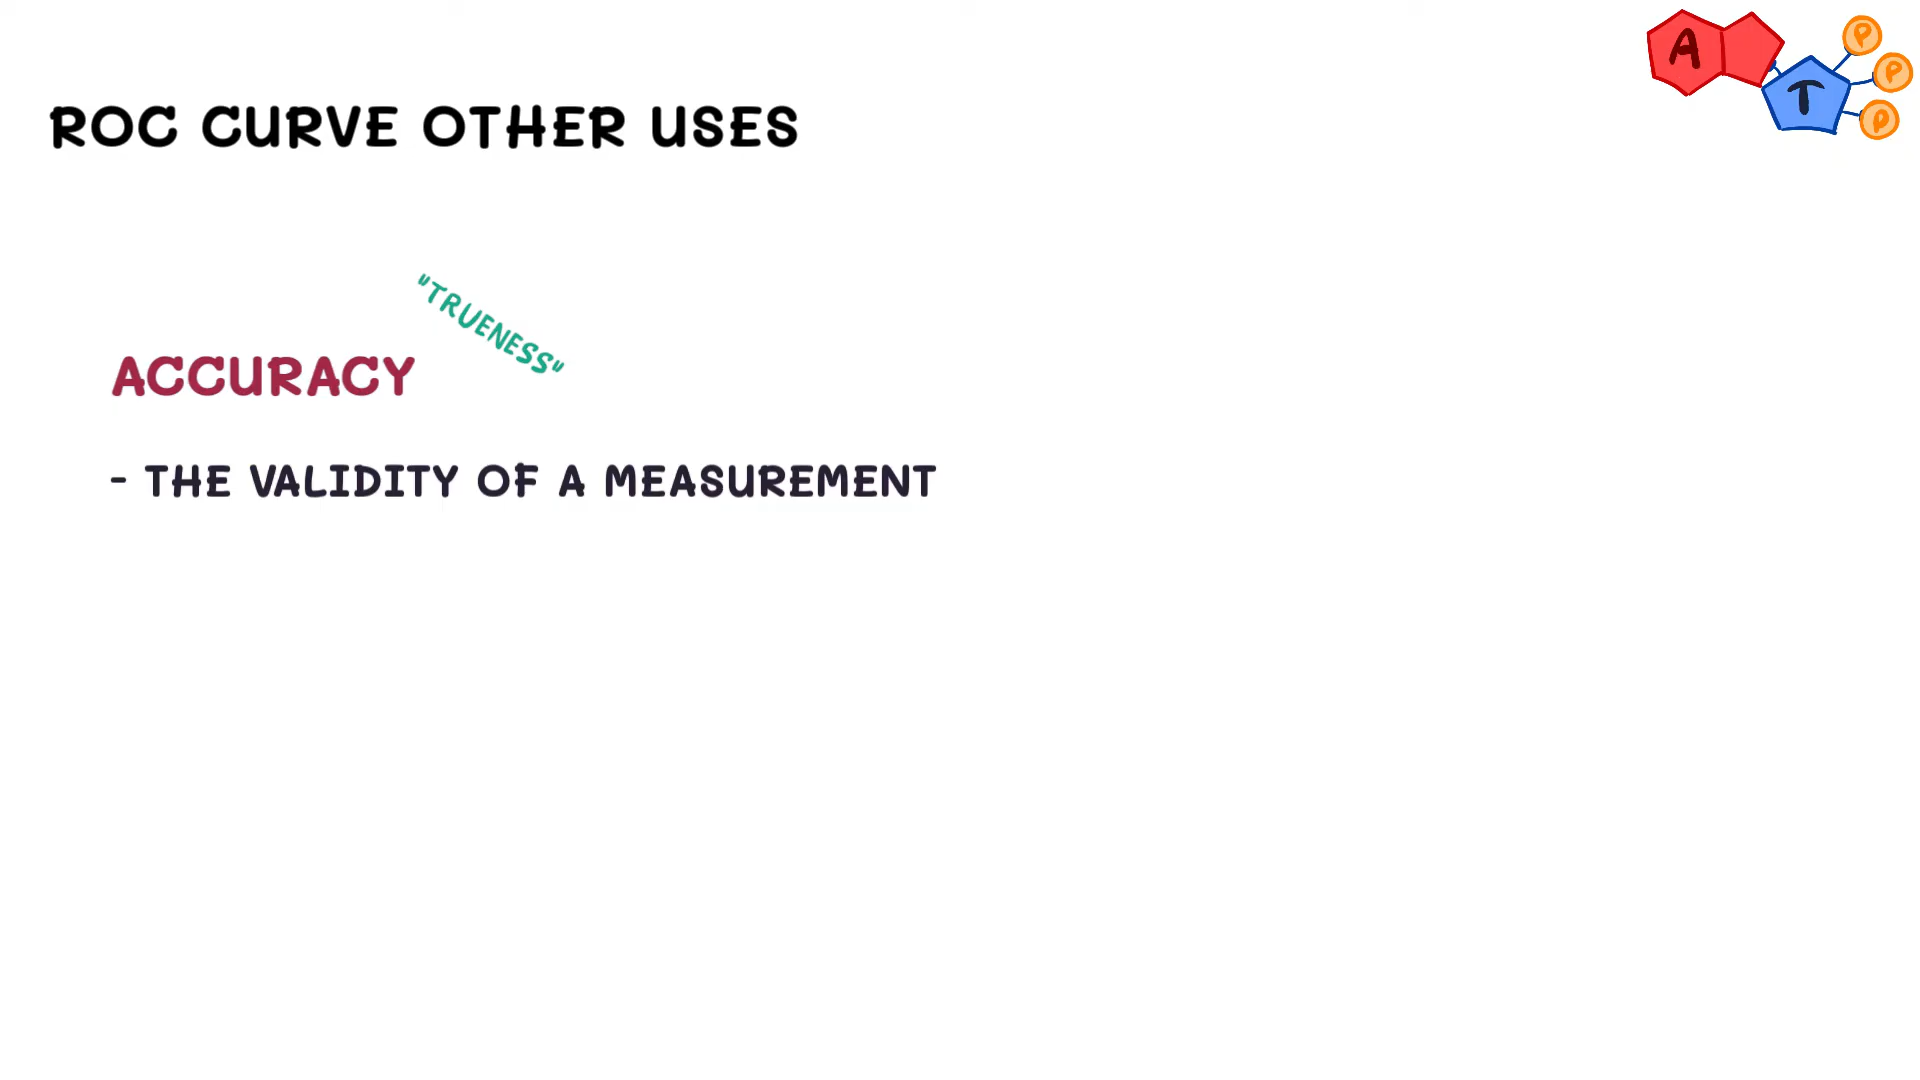 ROC CURVE OTHER USES
"TRUENESS"
ACCURACY
- THE VALIDITY OF A MEASUREMENT
A
T
P
P
P